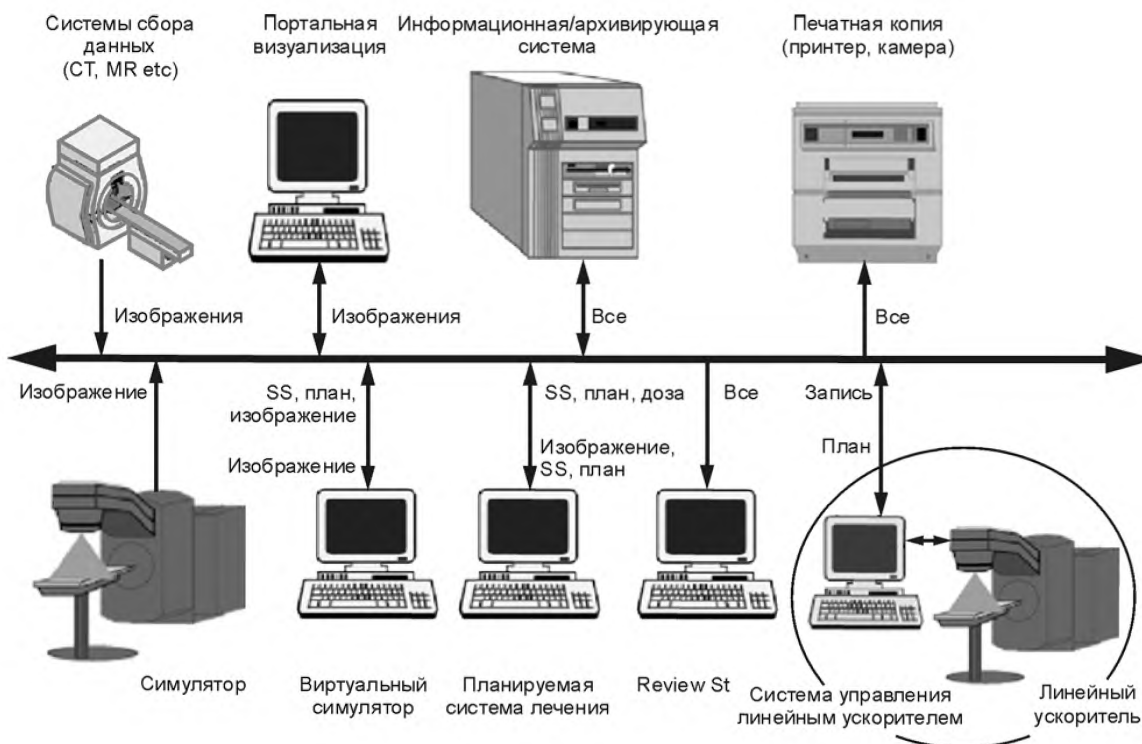 Системы сбора
данных
(CT, MR etc)
Портальная
визуализация
Информационная/архивирующая
система
Печатная копия
(принтер, камера)
Изображения
Изображения
Все
Все
Изображение
SS, план,
изображение
Изображение
SS, план, доза
Изображение,
SS, план
Все
Запись
План
Симулятор
Виртуальный
симулятор
Планируемая
система лечения
Review St
Система управления
линейным ускорителем
Линейный
ускоритель